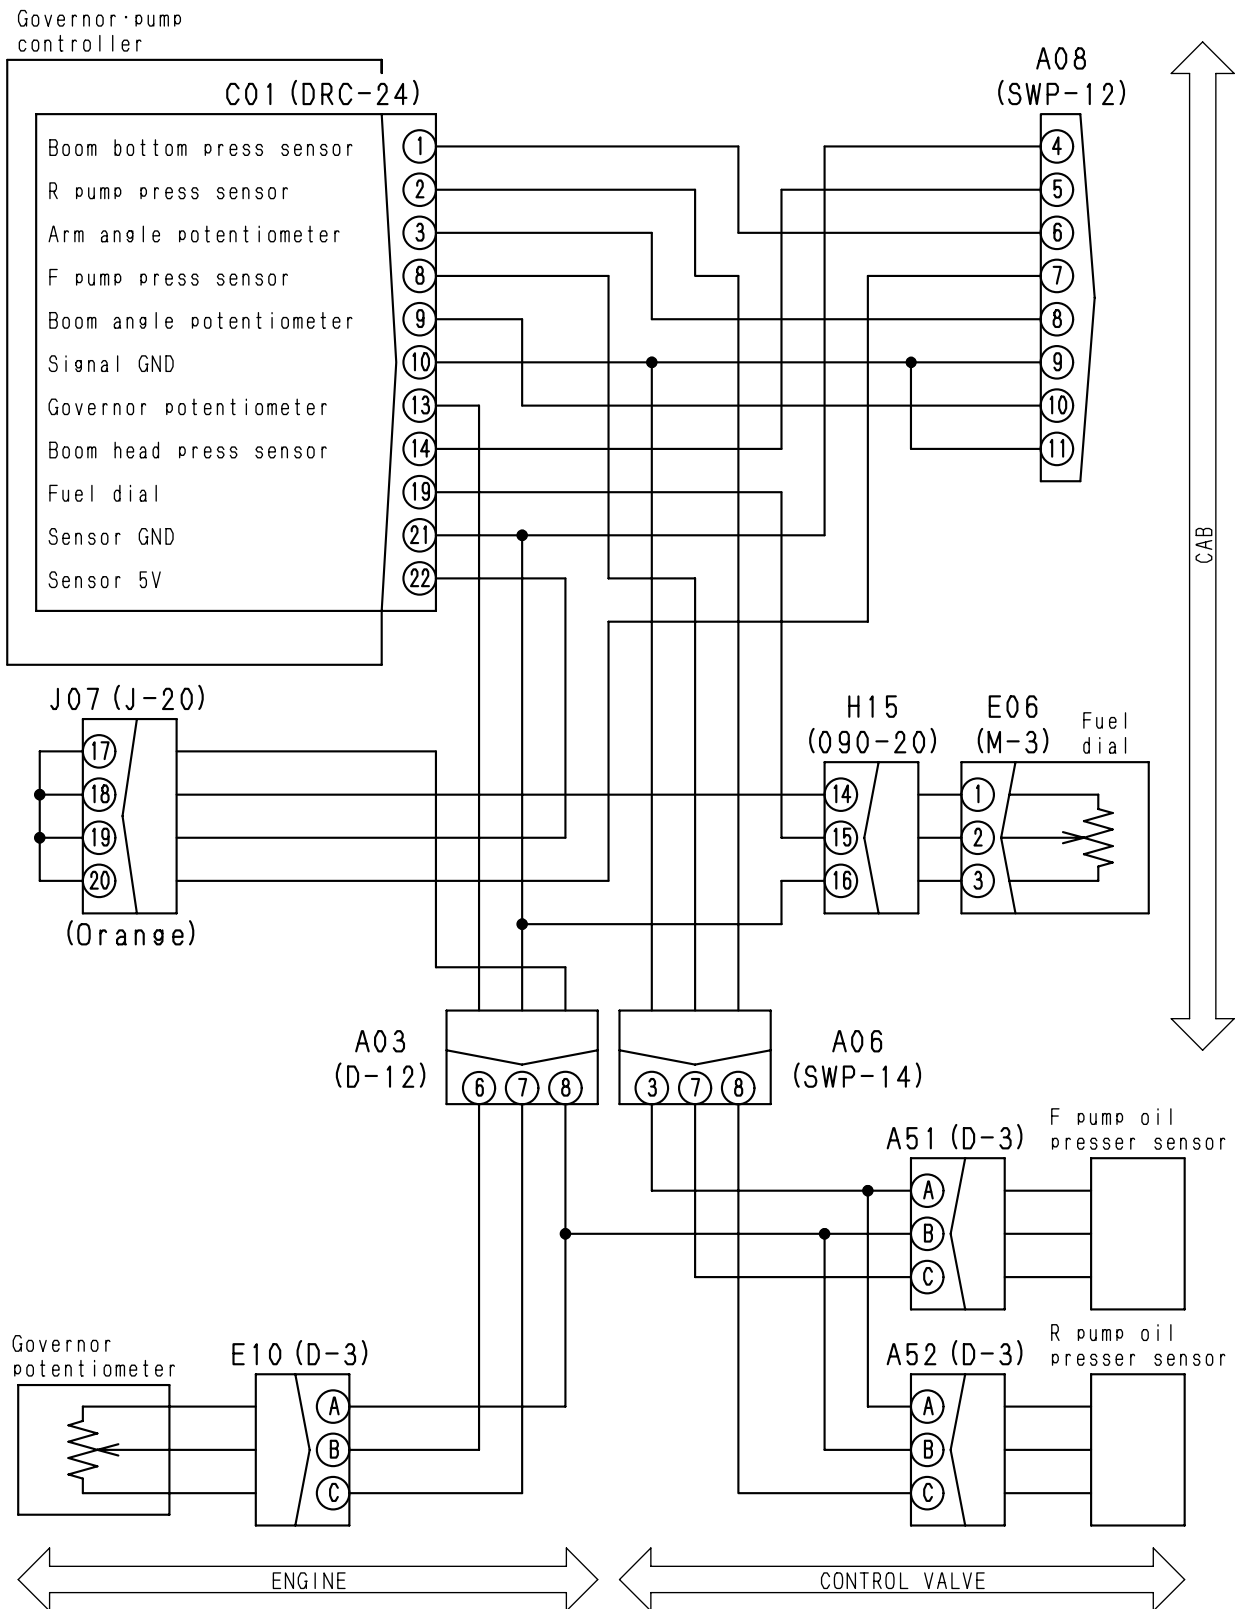 Governor·pump
controller
C01 (DRC-24)
A08
(SWP-12)
Boom bottom press sensor 1
R pump press sensor 2
Arm angle potentiometer 3
F pump press sensor 8
Boom angle potentiometer 9
Signal GND 10
Governor potentiometer 13
Boom head press sensor 14
Fuel dial 19
Sensor GND 21
Sensor 5V 22
4
5
6
7
8
9
10
11
CAB
J07 (J-20)
17
18
19
20
(Orange)
H15
(090-20)
14
15
16
E06
(M-3)
1
2
3
Fuel
dial
A03
(D-12)
6 7 8
3 7 8
A06
(SWP-14)
A51 (D-3)
A
B
C
F pump oil
presser sensor
Governor
potentiometer
E10 (D-3)
A
B
C
A52 (D-3)
A
B
C
R pump oil
presser sensor
ENGINE
CONTROL VALVE